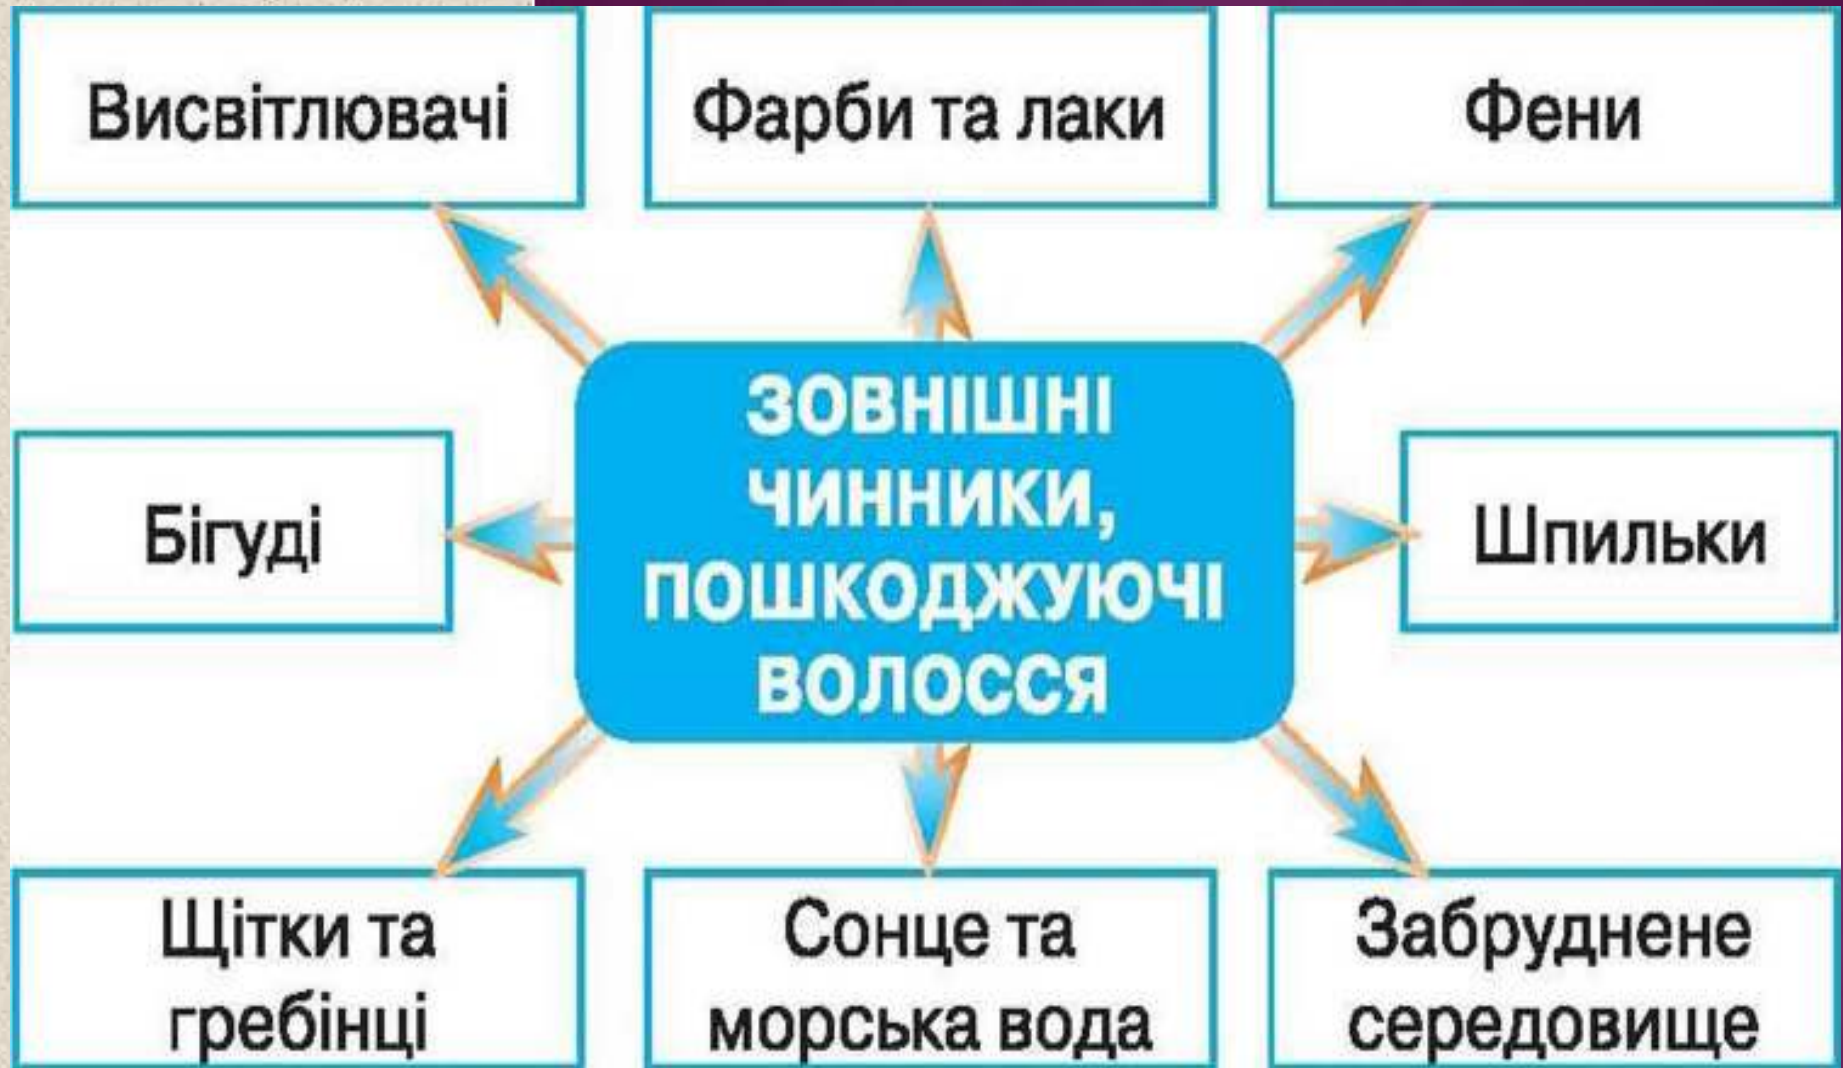 Висвітлювачі
Фарби та лаки
Фени
ЗОВНІШНІ
ЧИННИКИ,
ПОШКОДЖУЮЧІ
ВОЛОССЯ
Бігуді
Шпильки
Щітки та
гребінці
Сонце та
морська вода
Забруднене
середовище